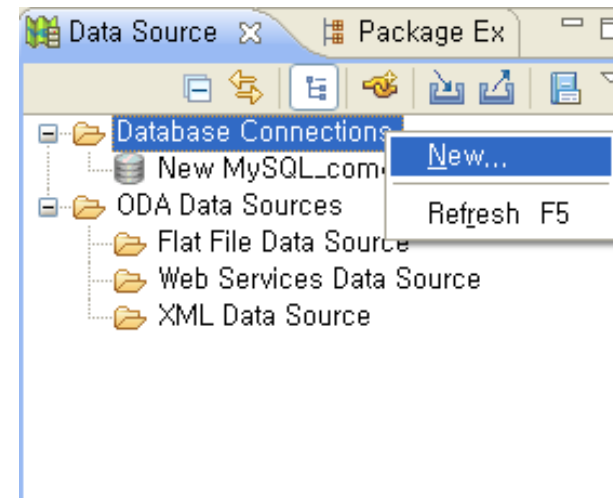 Data Source Package Ex
Database Connections
New...
New MySQL_com
ODA Data Sources
Refresh F5
Flat File Data Source
Web Services Data Source
XML Data Source